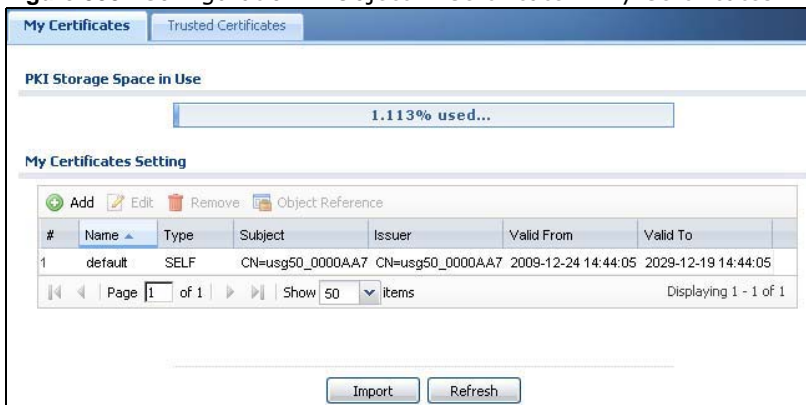 My Certificates Trusted Certificates
PKI Storage Space in Use
1.113% used...
My Certificates Setting
Add Edit Remove Object Reference
# Name Type Subject Issuer Valid From Valid To
1 default SELF CN=usg50_0000AA7 CN=usg50_0000AA7 2009-12-24 14:44:05 2029-12-19 14:44:05
Page 1 of 1 Show 50 items Displaying 1 - 1 of 1
Import Refresh